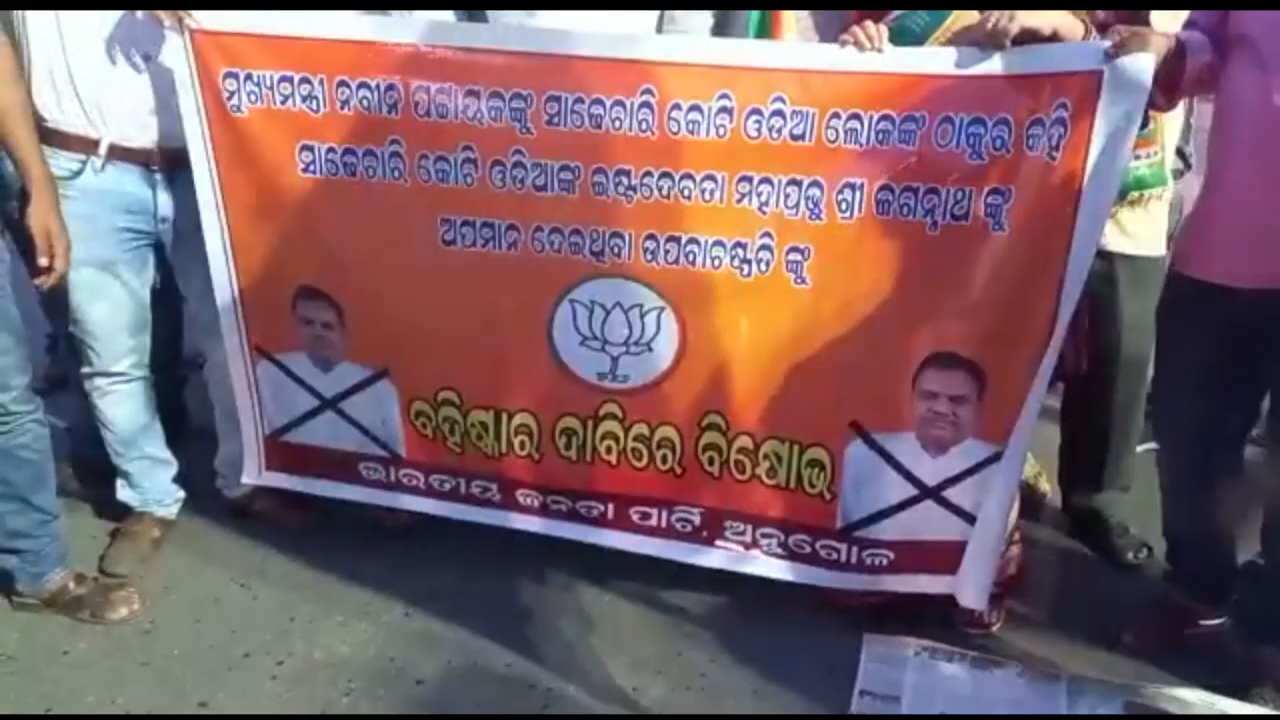 ମୁଖ୍ୟମନ୍ତ୍ରୀ ନବୀନ ପଟ୍ଟନାୟକଙ୍କୁ ସାଢେଚାରି କୋଟି ଓଡିଆ ଲୋକଙ୍କ ଠାକୁର କହି
ସାଢେଚାରି କୋଟି ଓଡିଆଙ୍କ ଇଷ୍ଟଦେବତା ମହାପ୍ରଭୁ ଶ୍ରୀ ଜଗନ୍ନାଥ ଙ୍କୁ
ଅପମାନ ଦେଇଥିବା ଉପବାଚସ୍ପତି ଙ୍କୁ
ବହିଷ୍କାର ଦାବିରେ ବିକ୍ଷୋଭ
ଭାରତୀୟ ଜନତା ପାର୍ଟି, ଅନୁଗୋଳ